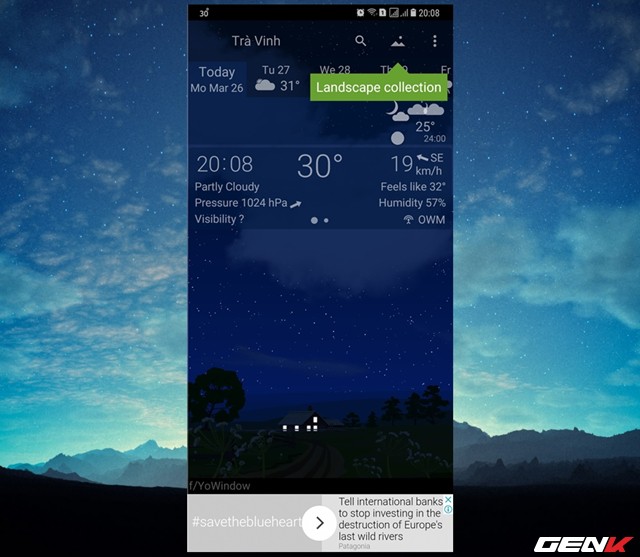 30° 20:08
Trà Vinh
Today Tu 27 We 28 Th 29 Fr
Mo Mar 26 31°
Landscape collection
25°
24:00
20:08 30° 19 SE
km/h
Partly Cloudy Feels like 32°
Pressure 1024 hPa Humidity 57%
Visibility ? OWM
f/YoWindow
#savetheblueheart
Tell international banks
to stop investing in the
destruction of Europe's
last wild rivers
Patagonia
GENK